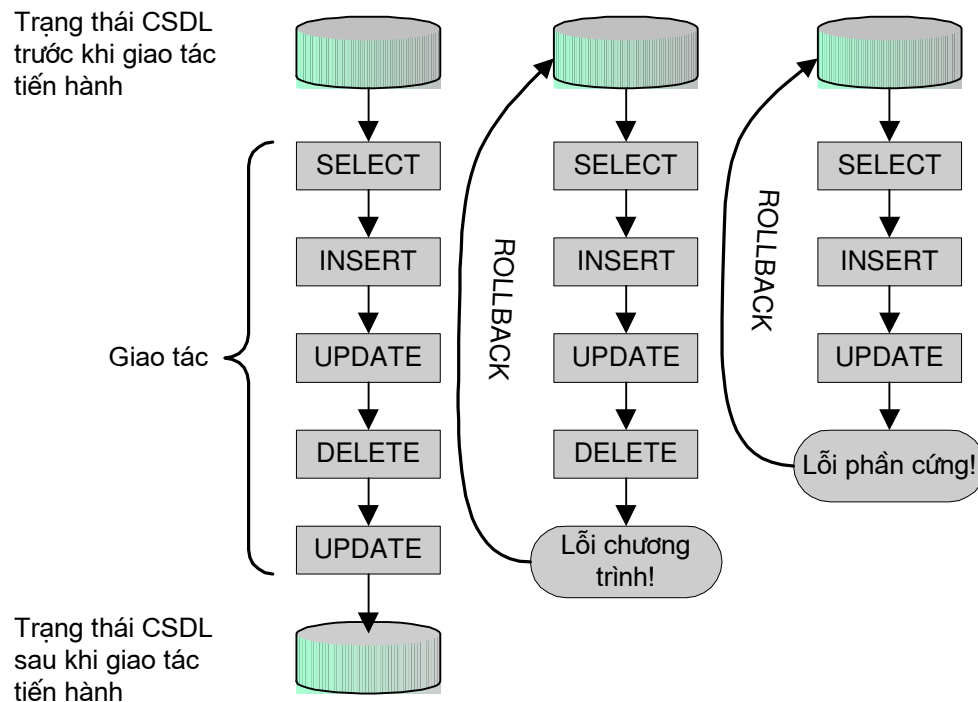 Trạng thái CSDL
trước khi giao tác
tiến hành
Giao tác
SELECT
INSERT
UPDATE
DELETE
UPDATE
Trạng thái CSDL
sau khi giao tác
tiến hành
ROLLBACK
SELECT
INSERT
UPDATE
DELETE
Lỗi chương
trình!
ROLLBACK
SELECT
INSERT
UPDATE
Lỗi phần cứng!